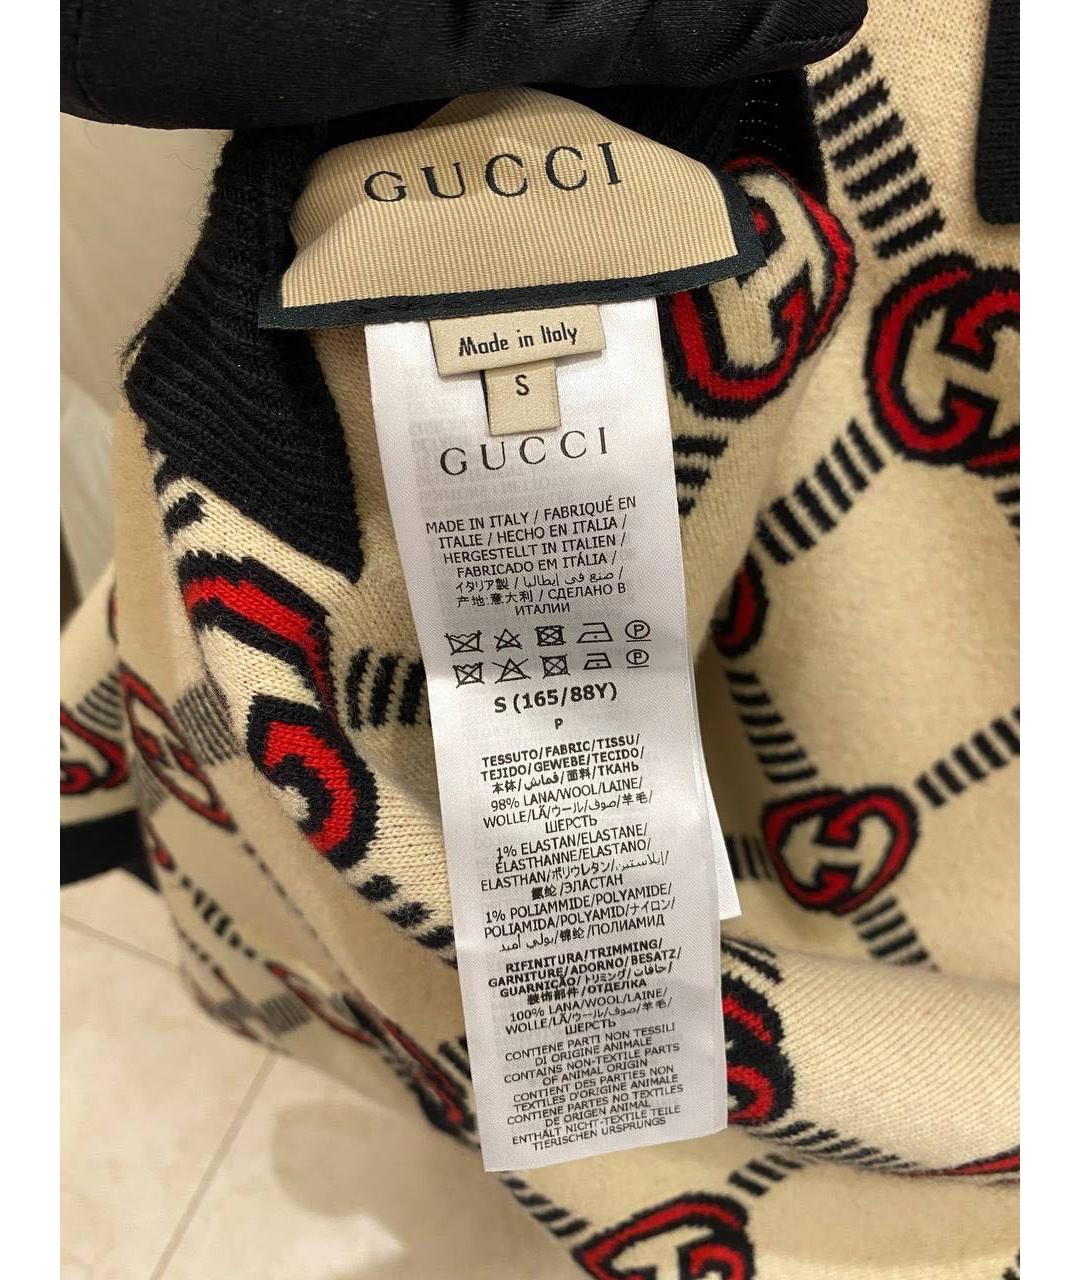 GUCCI
Made in Italy
S
GUCCI
MADE IN ITALY / FABRIQUÉ EN
ITALIE / HECHO EN ITALIA /
HERGESTELLT IN ITALIEN /
FABRICADO EM ITÁLIA /
イタリア製 / صنع في إيطاليا /
产地:意大利 / СДЕЛАНО В
ИТАЛИИ
P
P
S (165/88Y)
P
TESSUTO/FABRIC/TISSU/
TEJIDO/GEWEBE/TECIDO/
本体/قماش/面料/ТКАНЬ
98% LANA/WOOL/LAINE/
WOLLE/LÃ/ウール/صوف/羊毛/
ШЕРСТЬ
1% ELASTAN/ELASTANE/
ÉLASTHANNE/ELASTANO/
ELASTHAN/ポリウレタン/إيلاستين/
氨纶/ЭЛАСТАН
1% POLIAMMIDE/POLYAMIDE/
POLIAMIDA/POLYAMID/ナイロン/
بولي أميد/锦纶/ПОЛИАМИД
RIFINITURA/TRIMMING/
GARNITURE/ADORNO/BESATZ/
GUARNIÇÃO/トリミング/حافات/
装饰部件/ОТДЕЛКА
100% LANA/WOOL/LAINE/
WOLLE/LÃ/ウール/صوف/羊毛/
ШЕРСТЬ
CONTIENE PARTI NON TESSILI
DI ORIGINE ANIMALE
CONTAINS NON-TEXTILE PARTS
OF ANIMAL ORIGIN
CONTIENT DES PARTIES NON
TEXTILES D'ORIGINE ANIMALE
CONTIENE PARTES NO TEXTILES
DE ORIGEN ANIMAL
ENTHÄLT NICHT-TEXTILE TEILE
TIERISCHEN URSPRUNGS